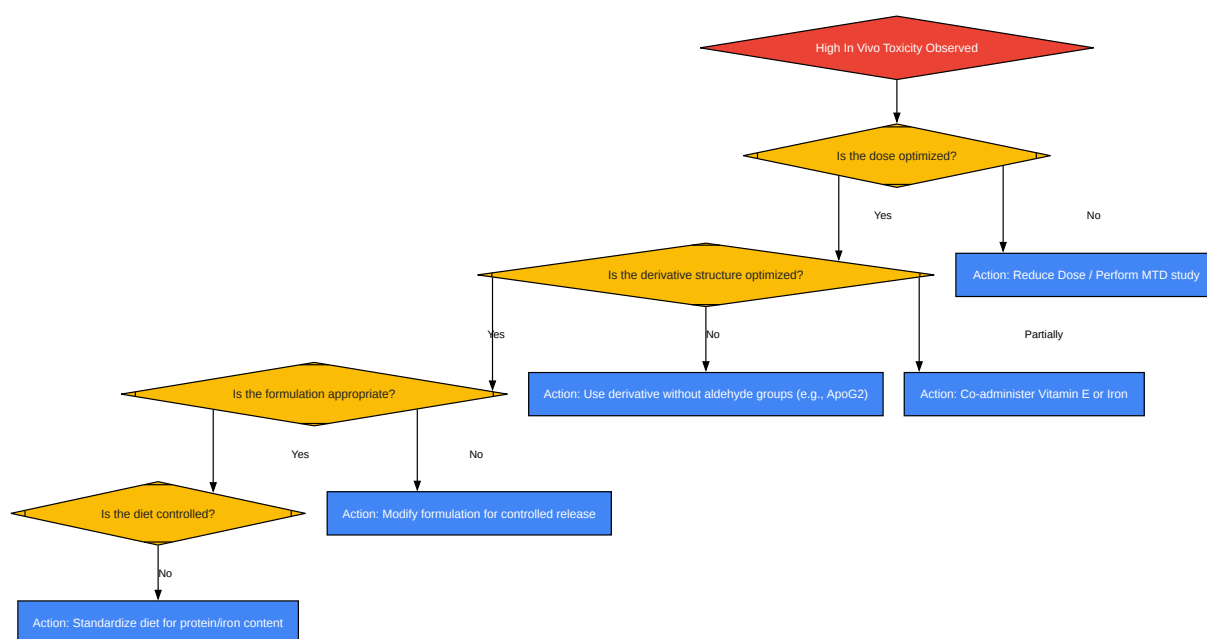 High In Vivo Toxicity Observed
Is the dose optimized?
Yes
No
Is the derivative structure optimized?
Action: Reduce Dose / Perform MTD study
Yes
No
Partially
Is the formulation appropriate?
Action: Use derivative without aldehyde groups (e.g., ApoG2)
Action: Co-administer Vitamin E or Iron
Yes
No
Is the diet controlled?
Action: Modify formulation for controlled release
No
Action: Standardize diet for protein/iron content